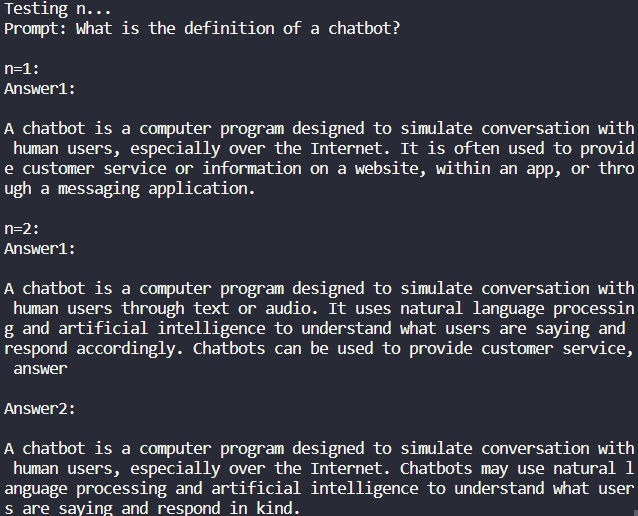 Testing n...
Prompt: What is the definition of a chatbot?

n=1:
Answer1:

A chatbot is a computer program designed to simulate conversation with
 human users, especially over the Internet. It is often used to provid
e customer service or information on a website, within an app, or thro
ugh a messaging application.

n=2:
Answer1:

A chatbot is a computer program designed to simulate conversation with
 human users through text or audio. It uses natural language processin
g and artificial intelligence to understand what users are saying and
respond accordingly. Chatbots can be used to provide customer service,
 answer

Answer2:

A chatbot is a computer program designed to simulate conversation with
 human users, especially over the Internet. Chatbots may use natural l
anguage processing and artificial intelligence to understand what user
s are saying and respond in kind.